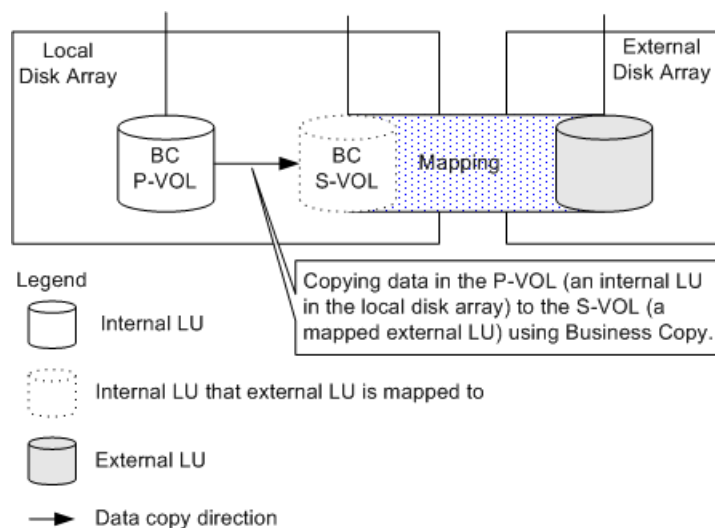 Local
Disk Array
External
Disk Array
BC
P-VOL
BC
S-VOL
Mapping
Copying data in the P-VOL (an internal LU
in the local disk array) to the S-VOL (a
mapped external LU) using Business Copy.
Legend
Internal LU
Internal LU that external LU is mapped to
External LU
Data copy direction